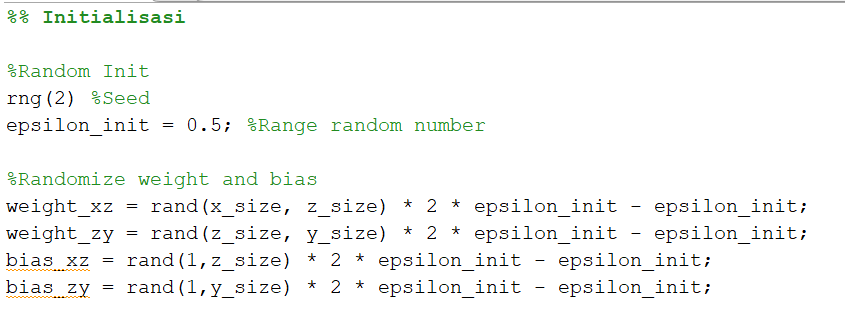 %% Initialisasi
%Random Init
rng(2) %Seed
epsilon_init = 0.5; %Range random number
%Randomize weight and bias
weight_xz = rand(x_size, z_size) * 2 * epsilon_init - epsilon_init;
weight_zy = rand(z_size, y_size) * 2 * epsilon_init - epsilon_init;
bias_xz = rand(1,z_size) * 2 * epsilon_init - epsilon_init;
bias_zy = rand(1,y_size) * 2 * epsilon_init - epsilon_init;